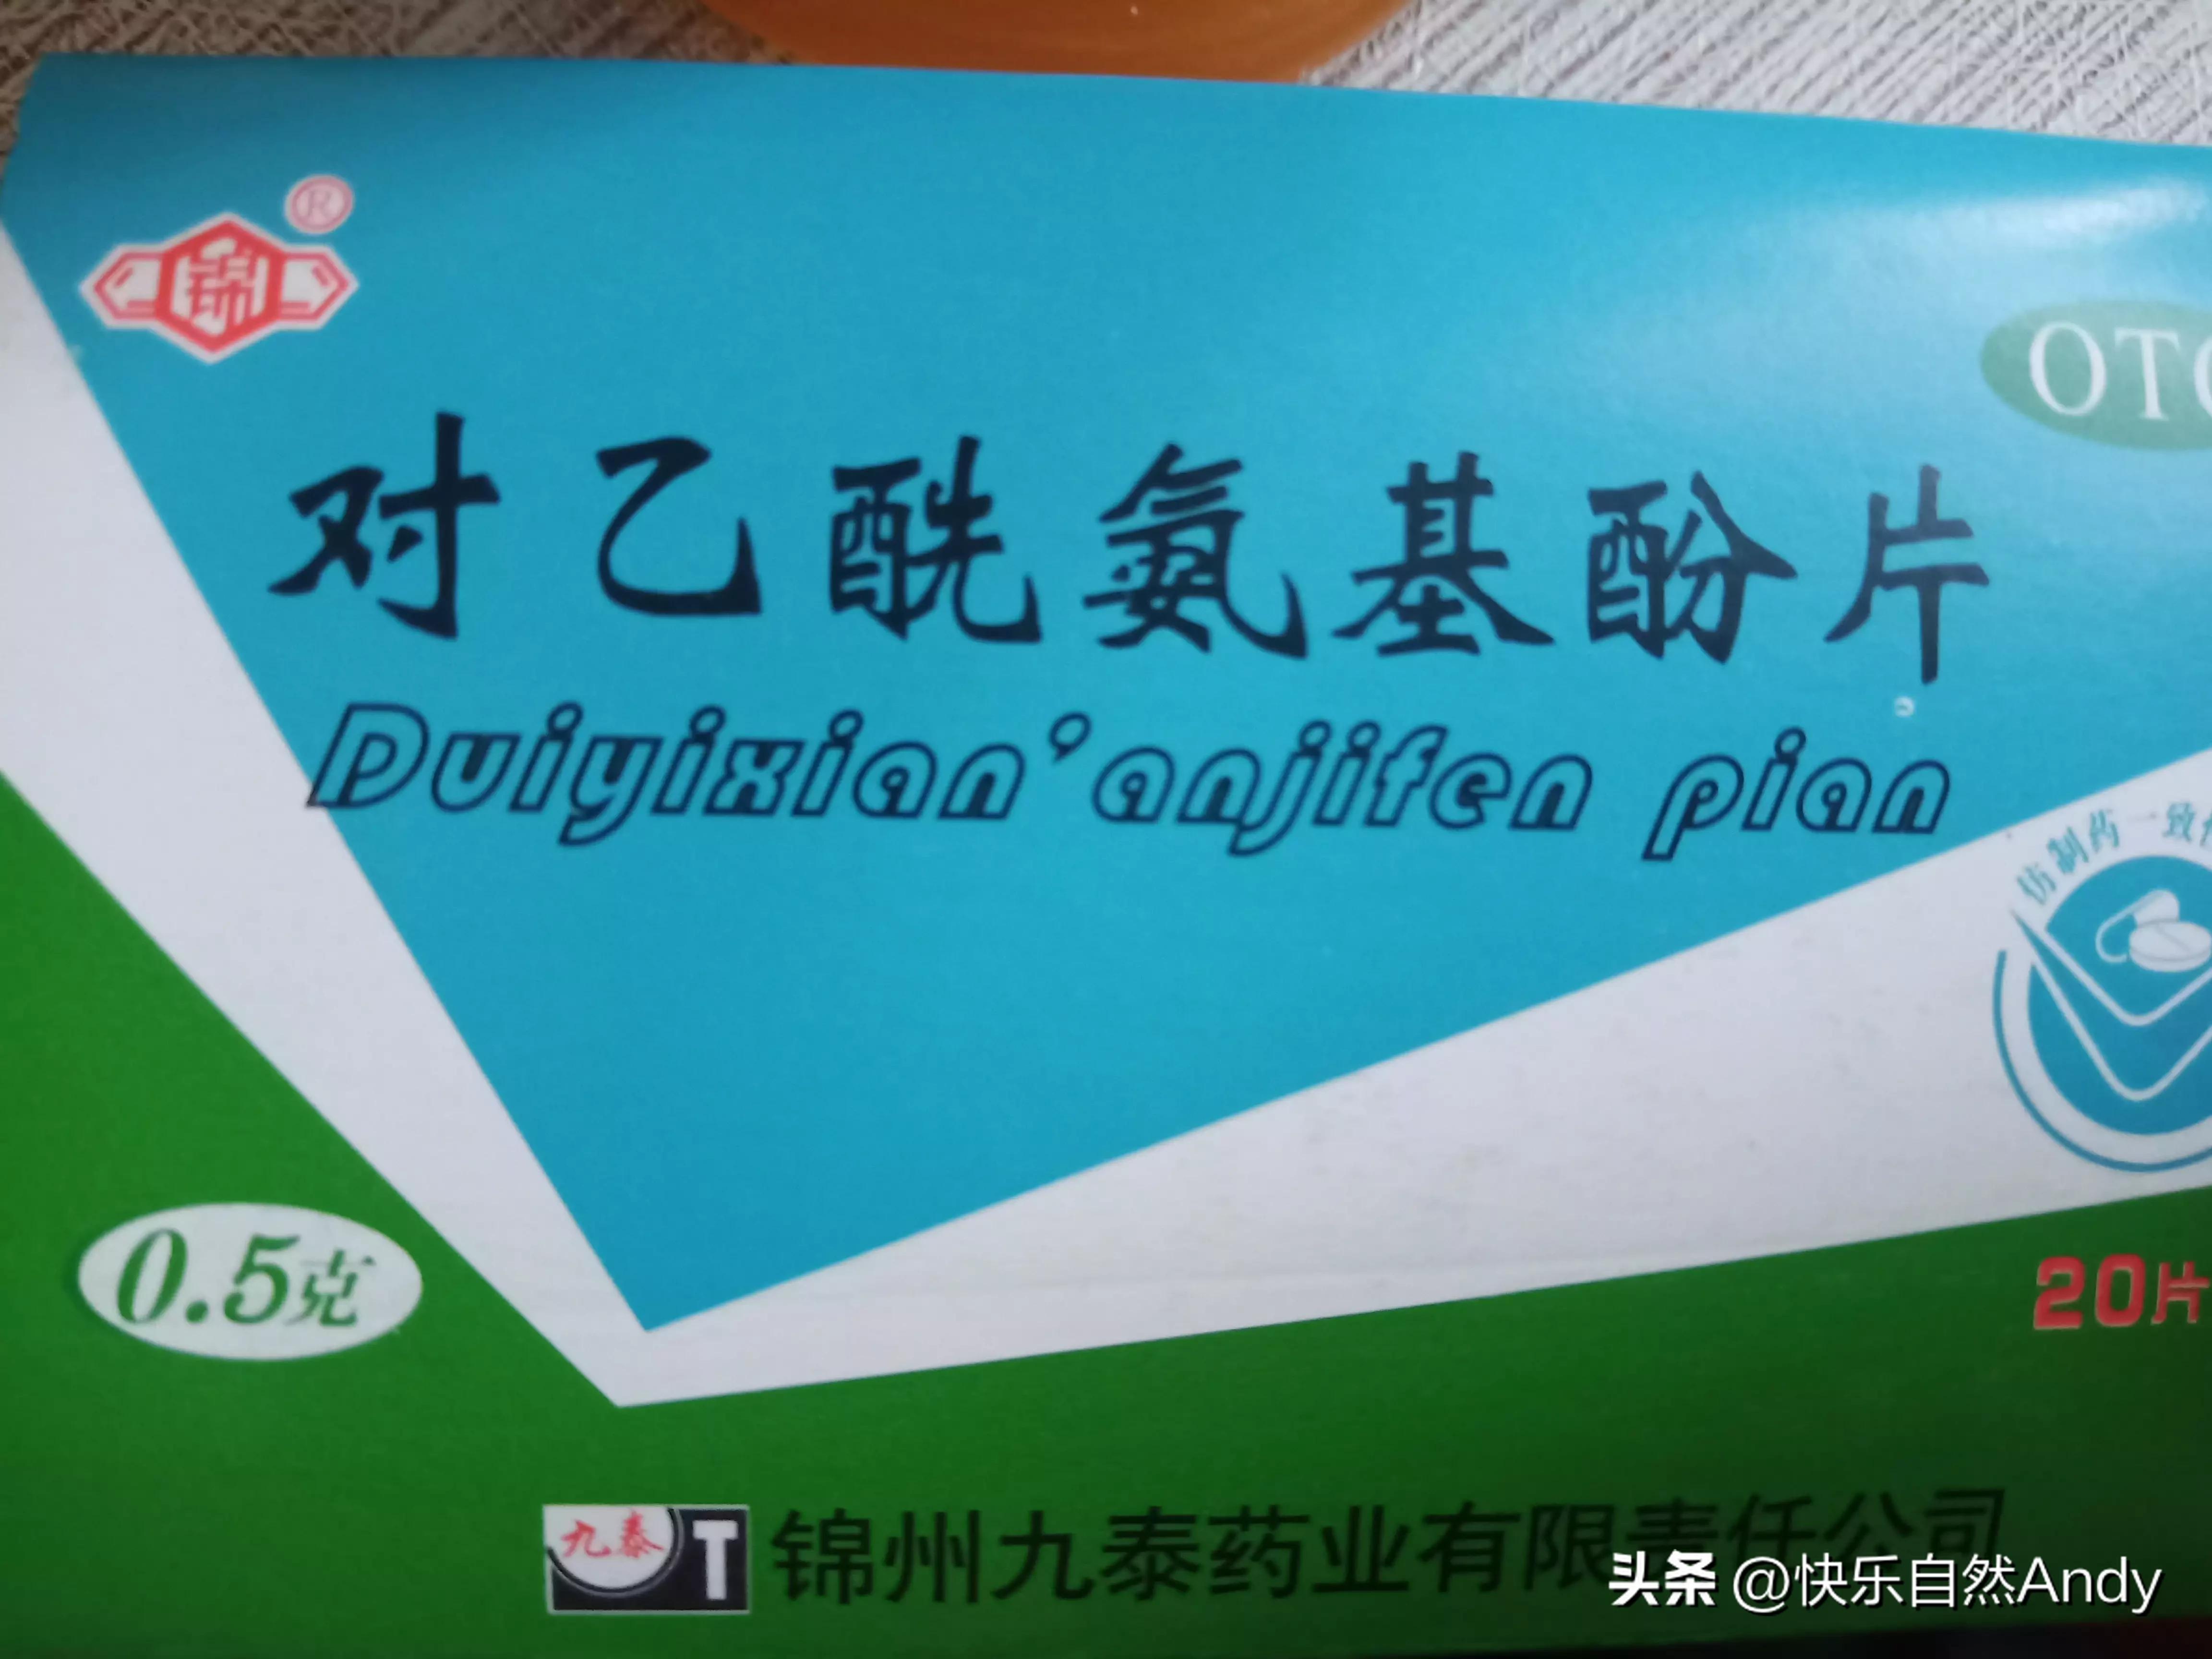 锦
®
OTC
对乙酰氨基酚片
Duiyixian'anjifen pian
仿制药一致性
0.5克
20片
九泰 T 锦州九泰药业有限责任公司
头条 @快乐自然Andy